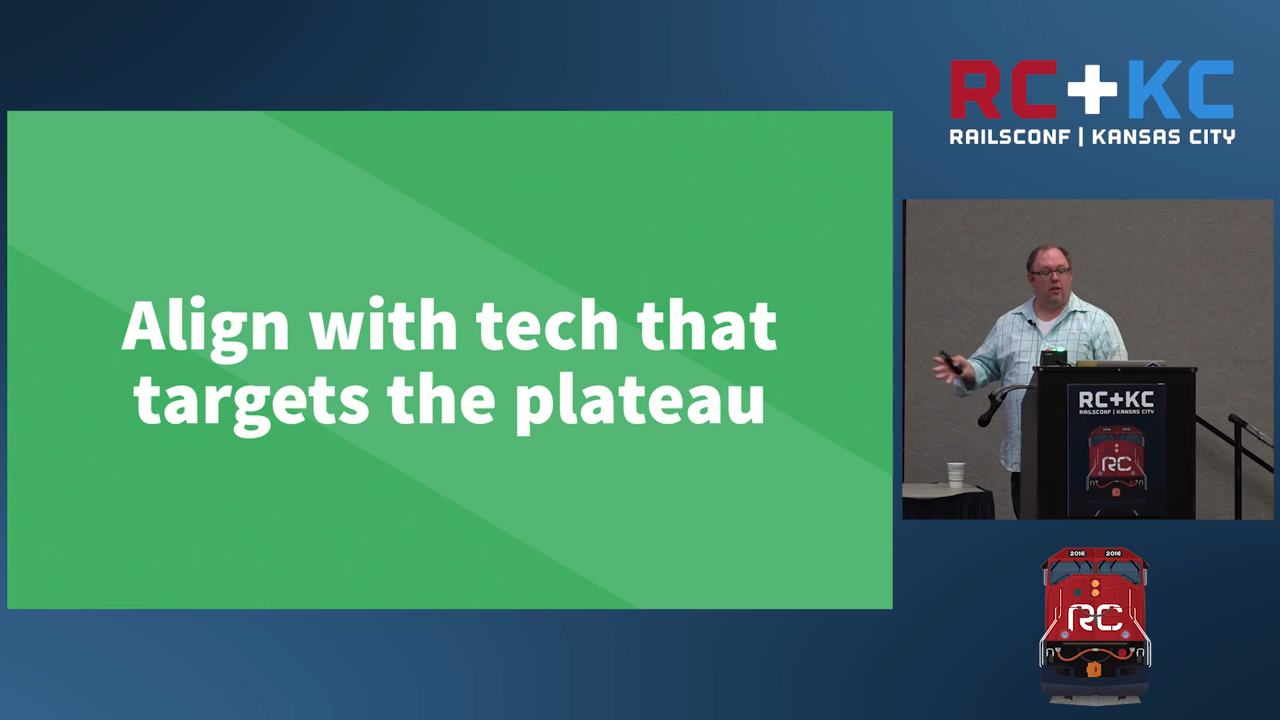 RC+KC
RAILSCONF | KANSAS CITY
Align with tech that
targets the plateau
RC+KC
RAILSCONF | KANSAS CITY
RC
2016 2016
RC